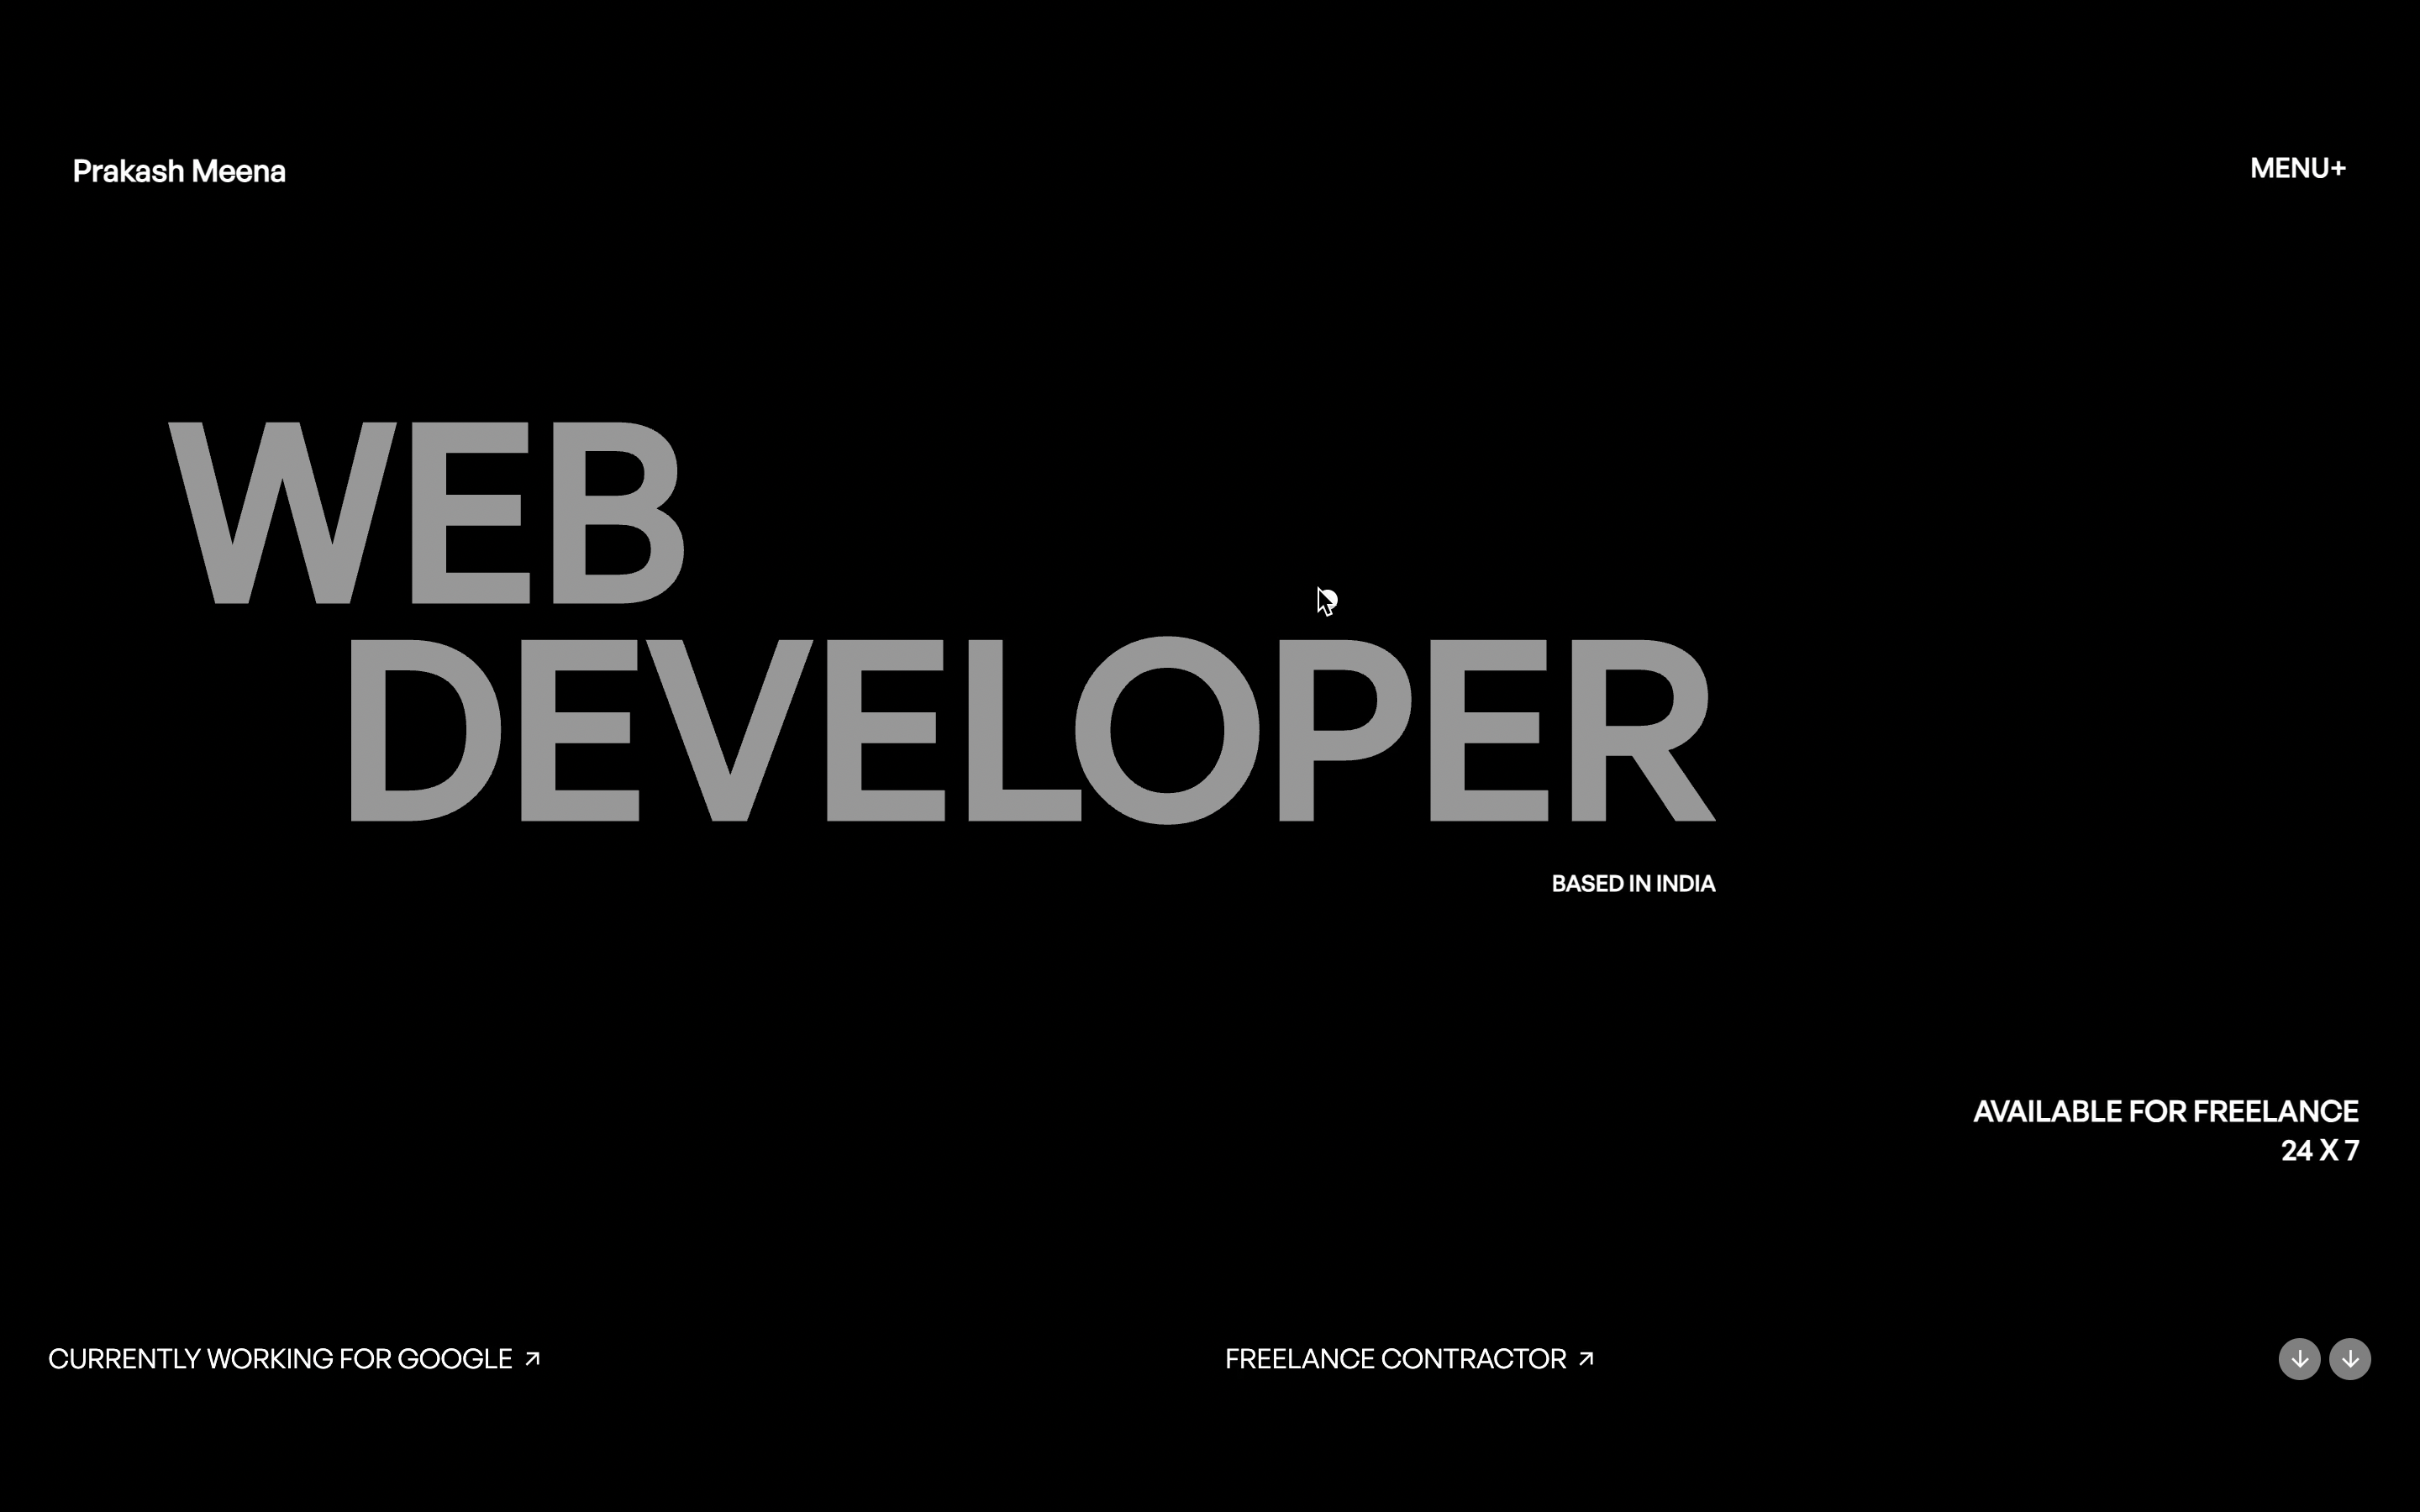 Prakash Meena
MENU+
WEB
DEVELOPER
BASED IN INDIA
AVAILABLE FOR FREELANCE
24 X 7
CURRENTLY WORKING FOR GOOGLE
FREELANCE CONTRACTOR